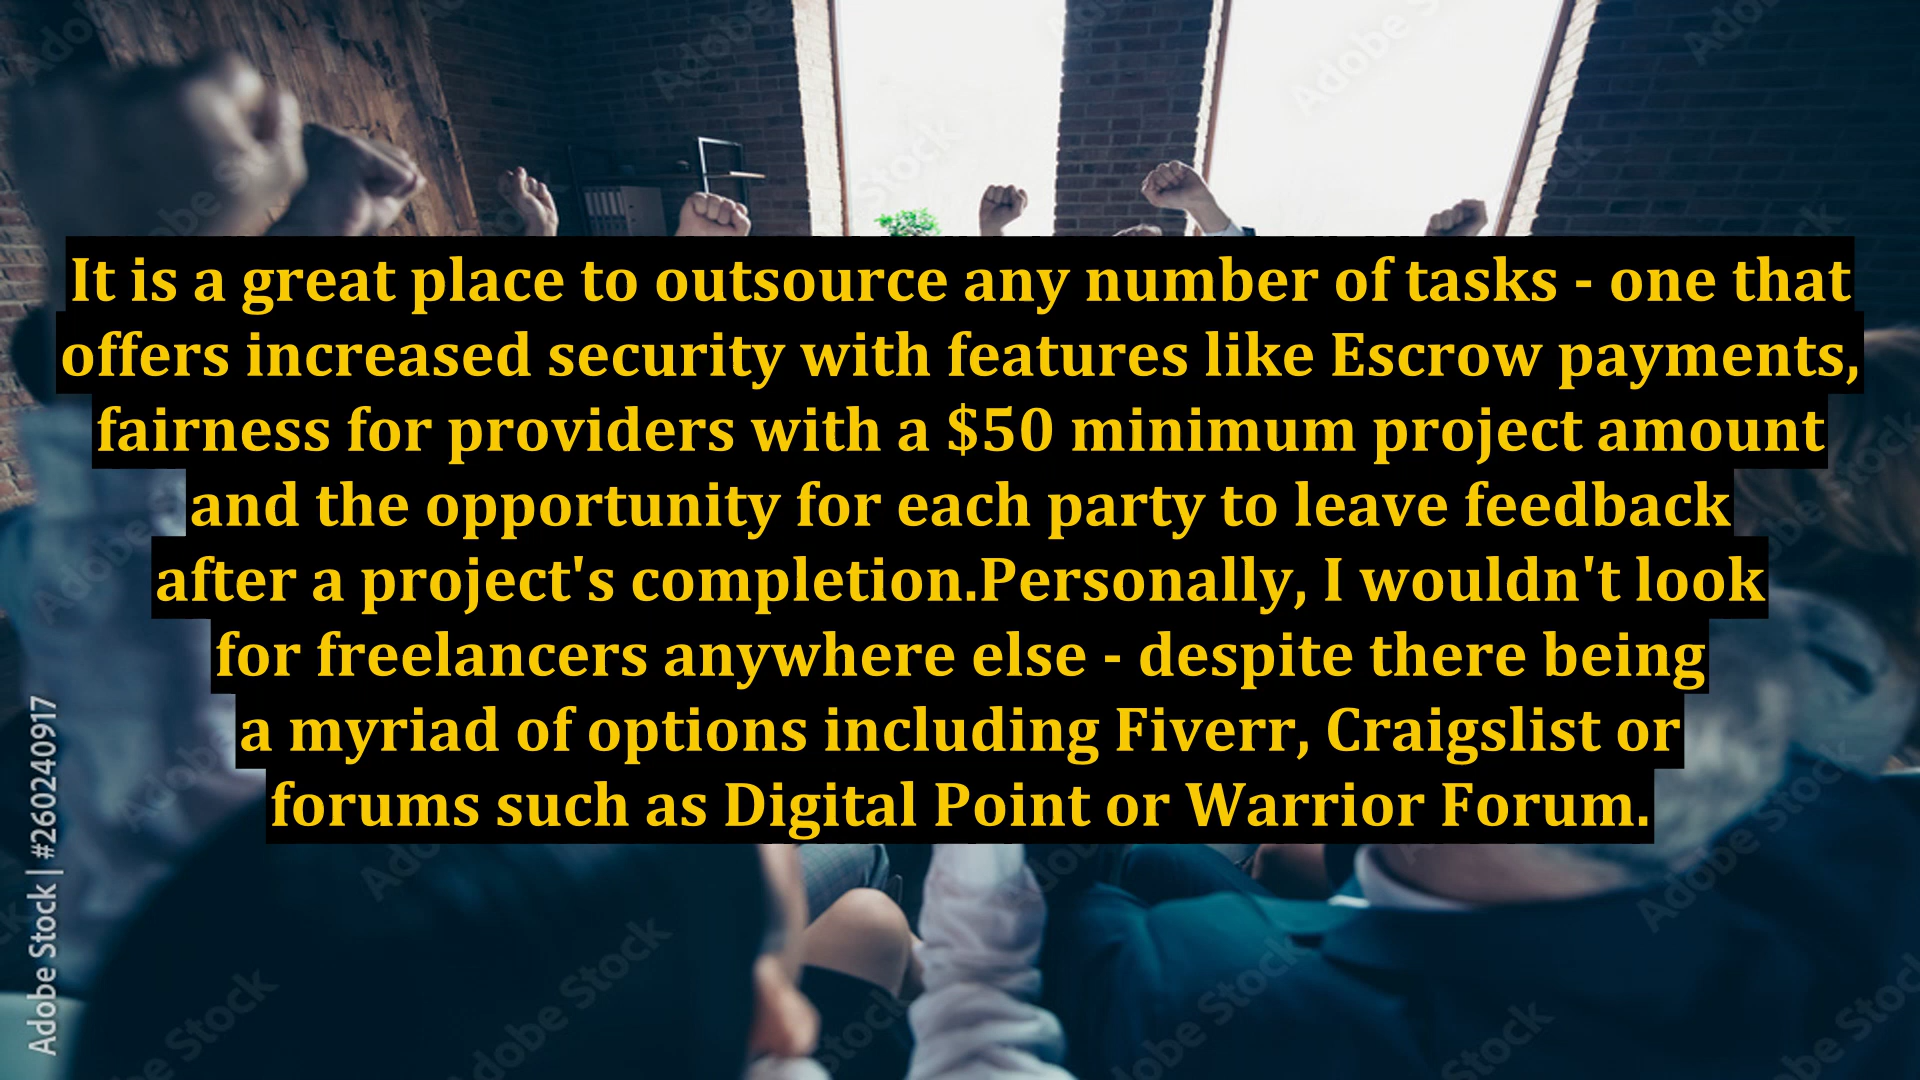 It is a great place to outsource any number of tasks - one that
offers increased security with features like Escrow payments,
fairness for providers with a $50 minimum project amount
and the opportunity for each party to leave feedback
after a project's completion.Personally, I wouldn't look
for freelancers anywhere else - despite there being
a myriad of options including Fiverr, Craigslist or
forums such as Digital Point or Warrior Forum.
Adobe Stock | #260240917
Adobe Stock